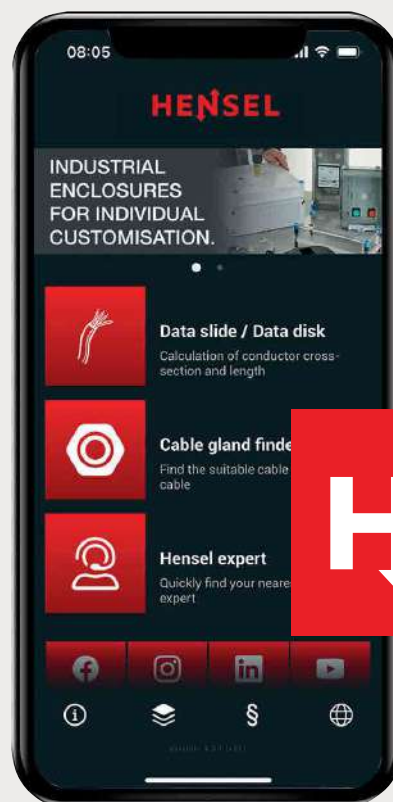 08:05
HENSEL
INDUSTRIAL
ENCLOSURES
FOR INDIVIDUAL
CUSTOMISATION.
Data slide / Data disk
Calculation of conductor cross-
section and length
Cable gland finde
Find the suitable cable
cable
Hensel expert
Quickly find your neare
expert
H
§